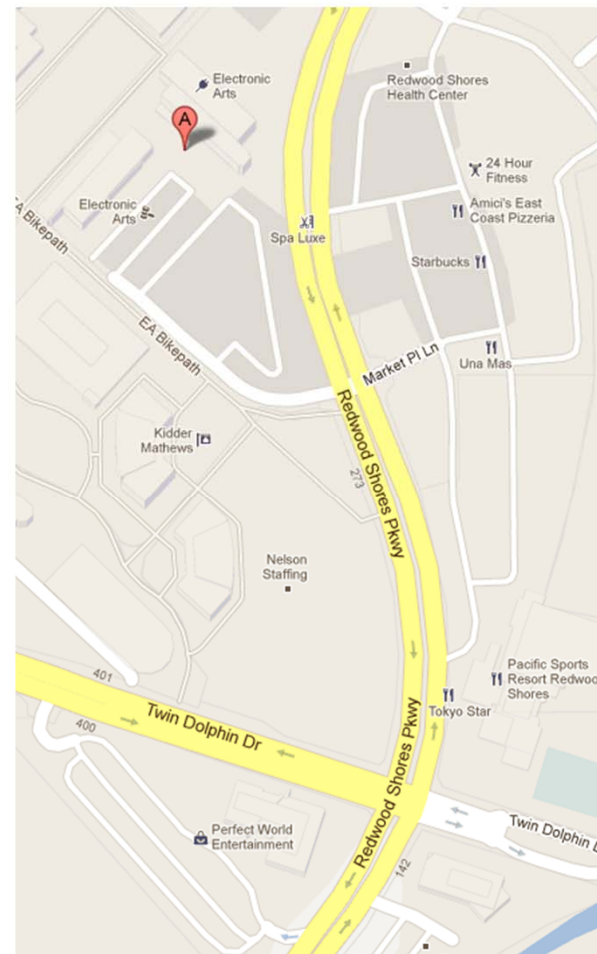 Electronic
Arts
Redwood Shores
Health Center
A
24 Hour
Fitness
Electronic
Arts
Amici's East
Coast Pizzeria
EA Bikepath
Spa Luxe
Starbucks
EA Bikepath
Market Pl Ln
Una Mas
Redwood Shores Pkwy
Kidder
Mathews
273
Nelson
Staffing
401
Pacific Sports
Resort Redwoo
Shores
400
Twin Dolphin Dr
Tokyo Star
Redwood Shores Pkwy
Twin Dolphin
Perfect World
Entertainment
142